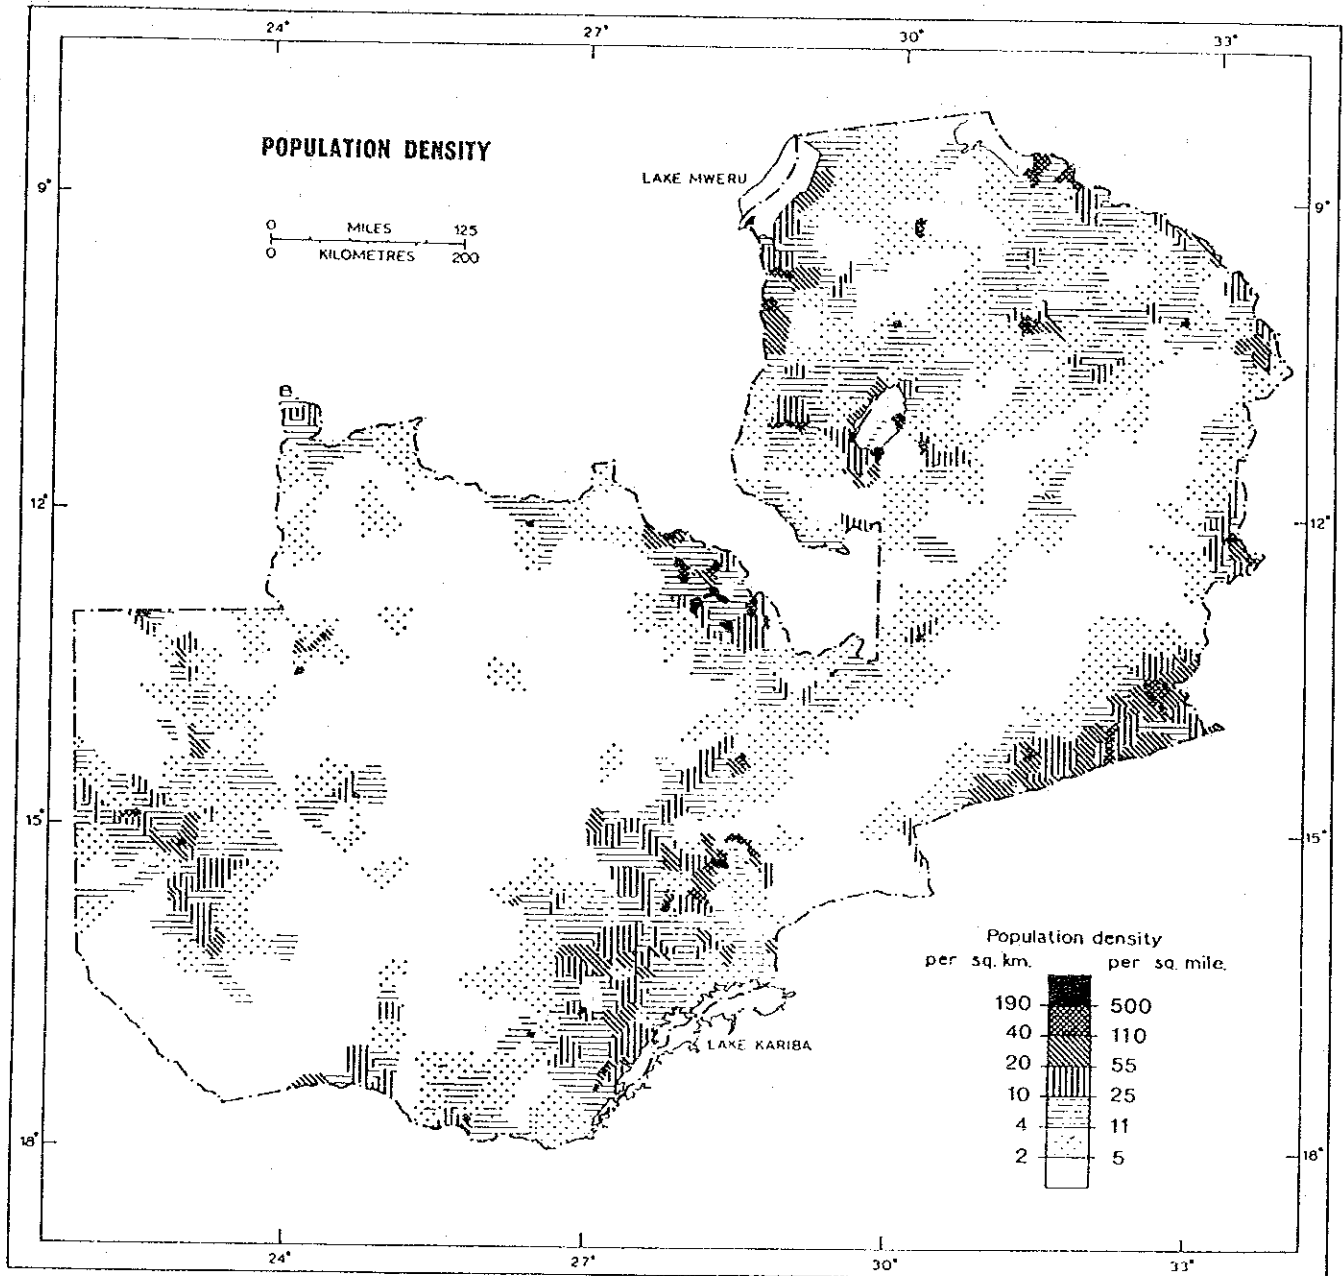 24° 27° 30° 33°
POPULATION DENSITY
LAKE MWERU
9° 9°
0 MILES 125
0 KILOMETRES 200
B.
12° 12°
15° 15°
Population density
per sq. km. per sq. mile.
190 500
40 110
20 55
10 25
4 11
2 5
LAKE KARIBA
18° 18°
24° 27° 30° 33°